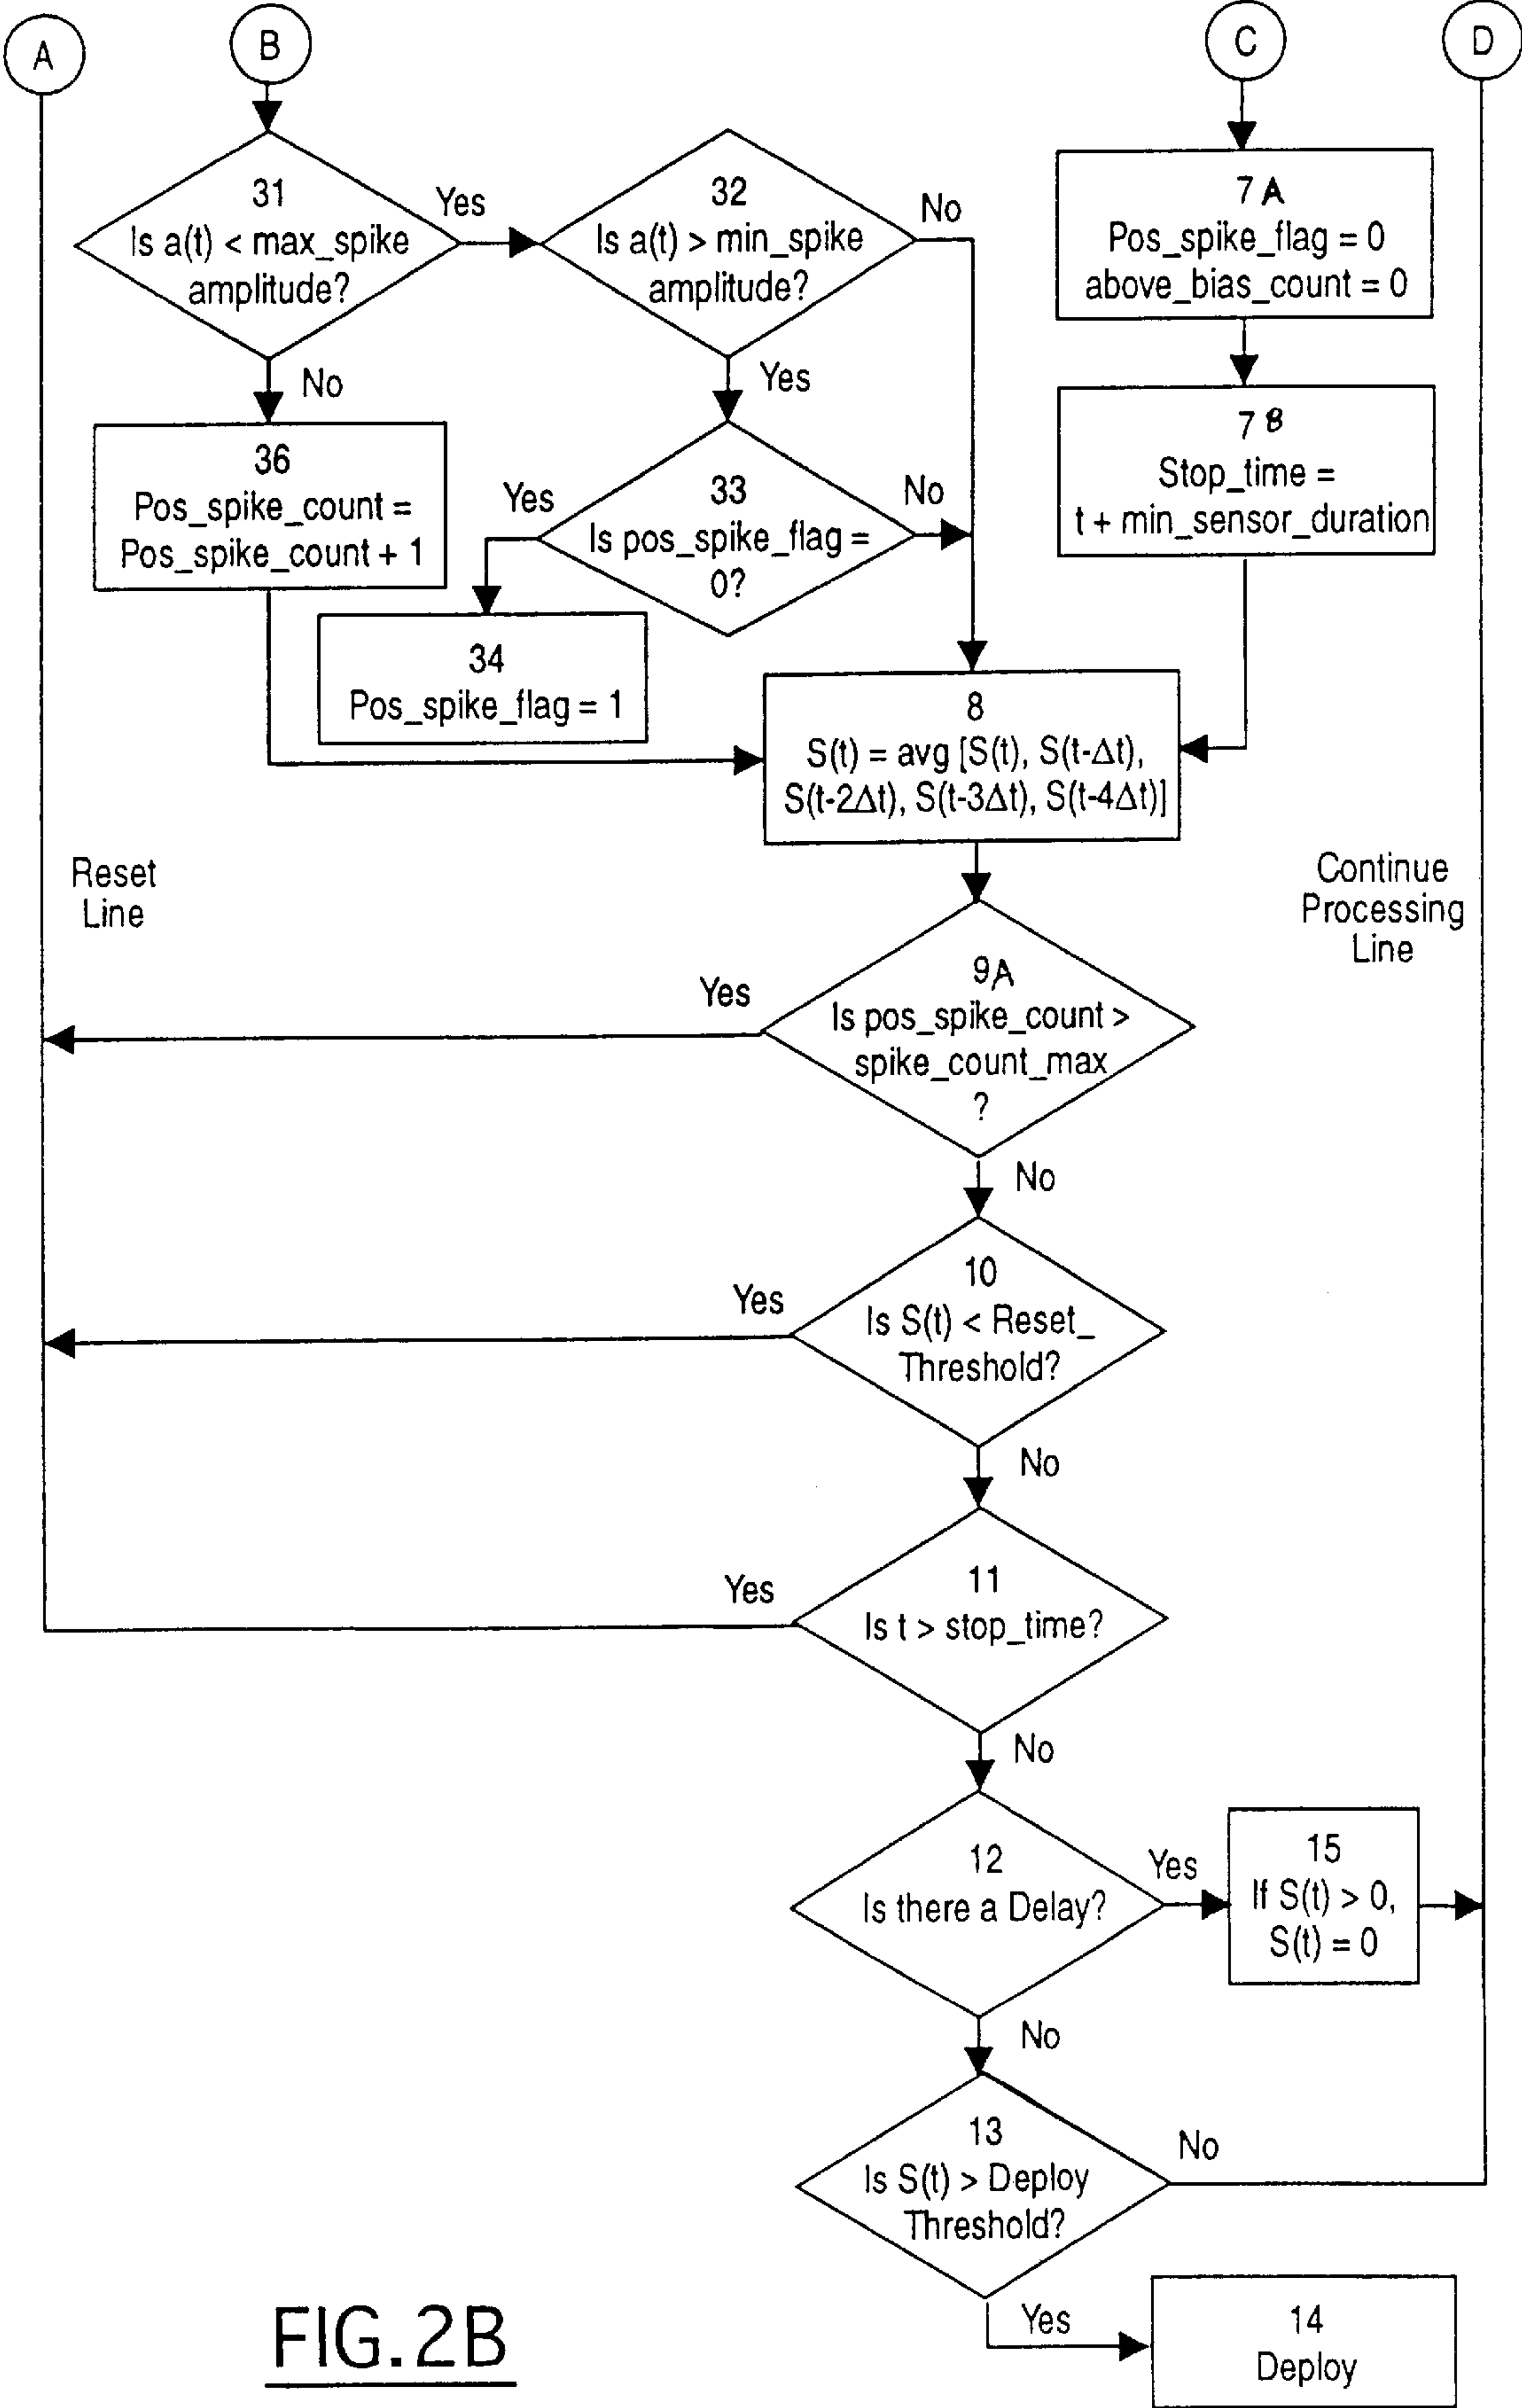 A
B
C
D
31
Is a(t) < max_spike
amplitude?
Yes
No
32
Is a(t) > min_spike
amplitude?
No
Yes
7A
Pos_spike_flag = 0
above_bias_count = 0
36
Pos_spike_count =
Pos_spike_count + 1
33
Is pos_spike_flag =
0?
Yes
No
7B
Stop_time =
t + min_sensor_duration
34
Pos_spike_flag = 1
8
S(t) = avg [S(t), S(t-Δt),
S(t-2Δt), S(t-3Δt), S(t-4Δt)]
Reset
Line
Continue
Processing
Line
9A
Is pos_spike_count >
spike_count_max
?
Yes
No
10
Is S(t) < Reset_
Threshold?
Yes
No
11
Is t > stop_time?
Yes
No
12
Is there a Delay?
Yes
No
15
If S(t) > 0,
S(t) = 0
13
Is S(t) > Deploy
Threshold?
No
Yes
14
Deploy
FIG.2B